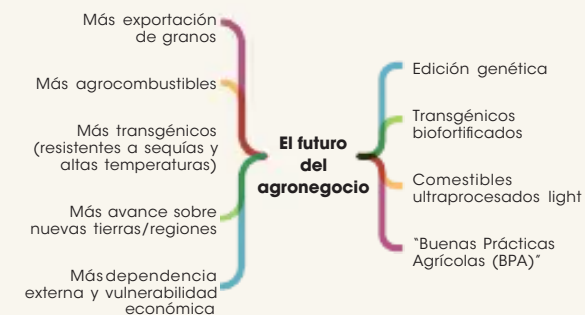 Más exportación
de granos
Más agrocombustibles
Más transgénicos
(resistentes a sequías y
altas temperaturas)
Más avance sobre
nuevas tierras/regiones
Más dependencia
externa y vulnerabilidad
económica
El futuro
del
agronegocio
Edición genética
Transgénicos
biofortificados
Comestibles
ultraprocesados light
“Buenas Prácticas
Agrícolas (BPA)”